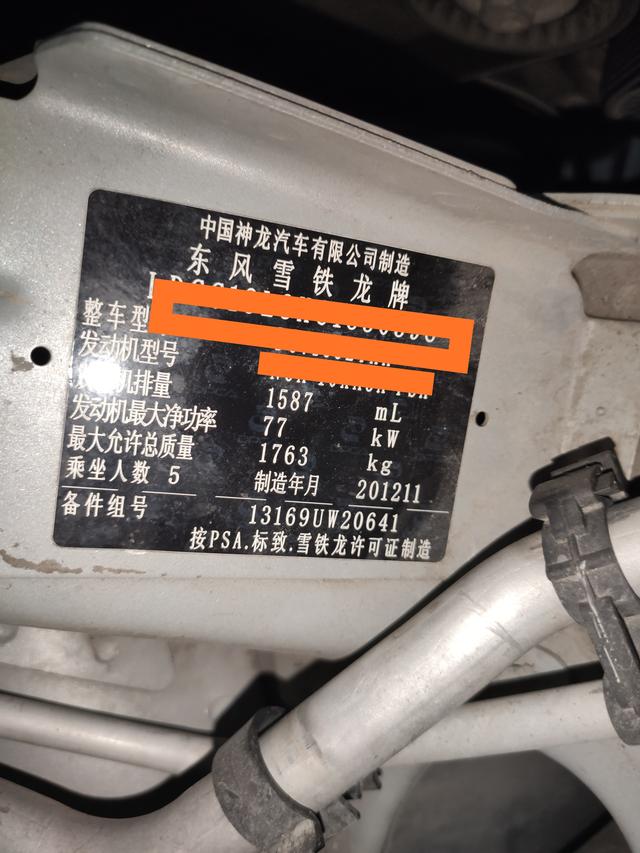 中国神龙汽车有限公司制造
东风雪铁龙牌
整车型
发动机型号
机排量 1587 mL
发动机最大净功率 77 kW
最大允许总质量 1763 kg
乘坐人数 5 制造年月 201211
备件组号 13169UW20641
按PSA.标致.雪铁龙许可证制造